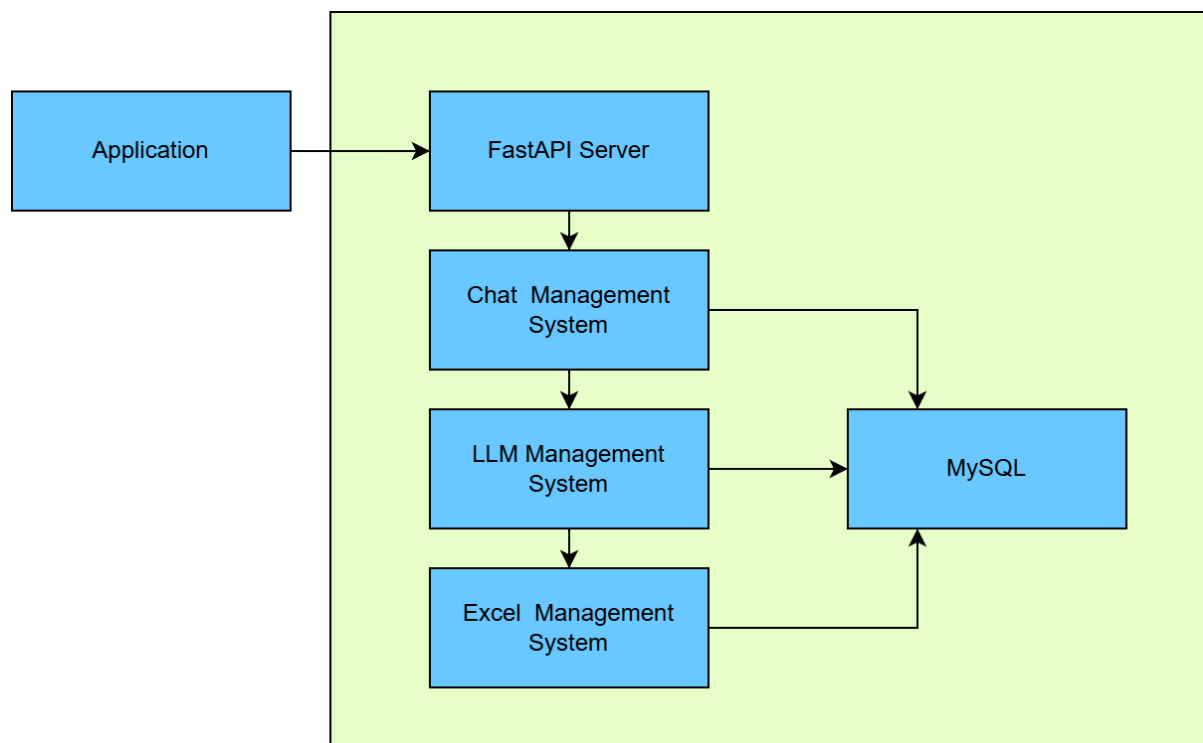 Application
FastAPI Server
Chat  Management
System
LLM Management
System
MySQL
Excel  Management
System